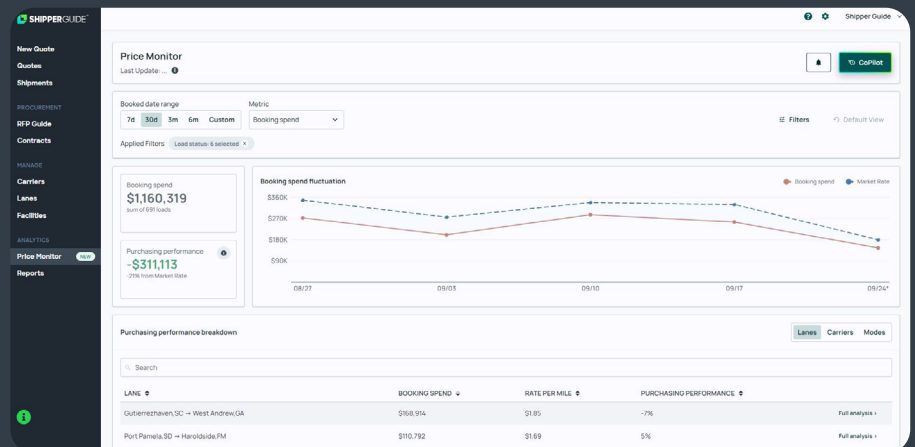 SHIPPERGUIDE
Shipper Guide
New Quote
Quotes
Shipments
PROCUREMENT
RFP Guide
Contracts
MANAGE
Carriers
Lanes
Facilities
ANALYTICS
Price Monitor NEW
Reports
Price Monitor
Last Update: ...
CoPilot
Booked date range
Metric
7d 30d 3m 6m Custom
Booking spend
Filters
Default View
Applied Filters
Load status: 6 selected ×
Booking spend
$1,160,319
sum of 691 loads
Purchasing performance
-$311,113
-21% from Market Rate
Booking spend fluctuation
Booking spend
Market Rate
$360K
$270K
$180K
$90K
08/27 09/03 09/10 09/17 09/24*
Purchasing performance breakdown
Lanes Carriers Modes
Search
LANE BOOKING SPEND RATE PER MILE PURCHASING PERFORMANCE
Gutierrezhaven,SC → West Andrew,GA $168,914 $1.85 -7% Full analysis ›
Port Pamela,SD → Haroldside,FM $110,792 $1.69 5% Full analysis ›